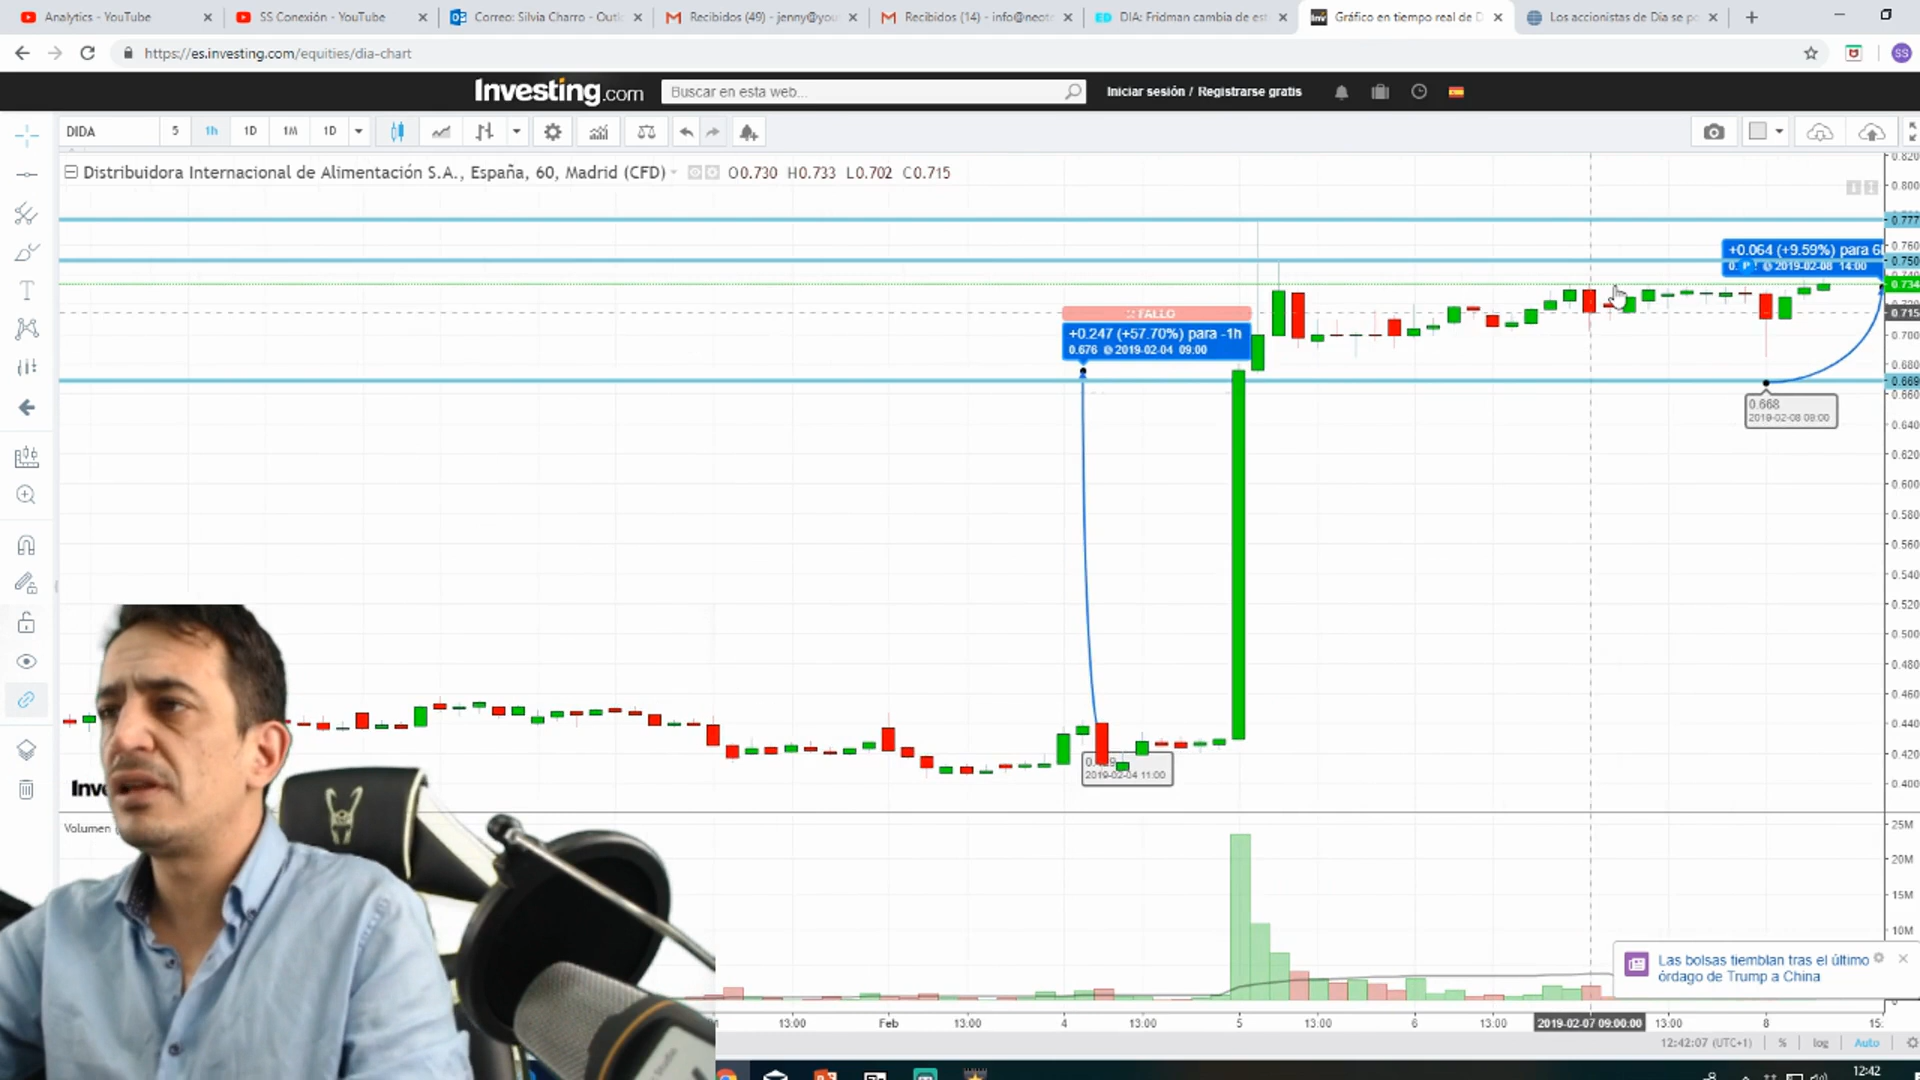 Analytics - YouTube
SS Conexión - YouTube
Correo: Silvia Charro - Outl
Recibidos (49) - jenny@you
Recibidos (14) - info@neot
DIA: Fridman cambia de est
Gráfico en tiempo real de D
Los accionistas de Dia se po
https://es.investing.com/equities/dia-chart
SS
Investing.com
Buscar en esta web...
Iniciar sesión / Registrarse gratis
DIDA
5
1h
1D
1M
1D
Distribuidora Internacional de Alimentación S.A., España, 60, Madrid (CFD)
O0.730 H0.733 L0.702 C0.715
0.820
0.800
0.777
0.760
0.750
0.734
0.715
0.700
0.680
0.669
0.660
0.640
0.620
0.600
0.580
0.560
0.540
0.520
0.500
0.480
0.460
0.440
0.420
0.400
+0.064 (+9.59%) para 6
2019-02-08 14:00
FALLO
+0.247 (+57.70%) para -1h
0.676 2019-02-04 09:00
0.668
2019-02-08 09:00
2019-02-04 11:00
Inv
Volumen
25M
20M
15M
10M
Las bolsas tiemblan tras el último
órdago de Trump a China
13:00
Feb
13:00
4
13:00
5
13:00
6
13:00
2019-02-07 09:00:00
13:00
8
15:
12:42:07 (UTC+1)
%
log
Auto
12:42